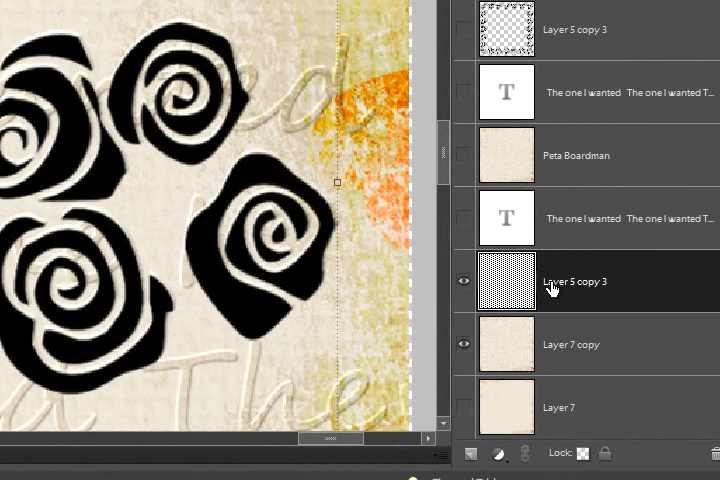 Layer 5 copy 3
T
The one I wanted The one I wanted T...
Peta Boardman
T
The one I wanted The one I wanted T...
Layer 5 copy 3
Layer 7 copy
Layer 7
Lock: